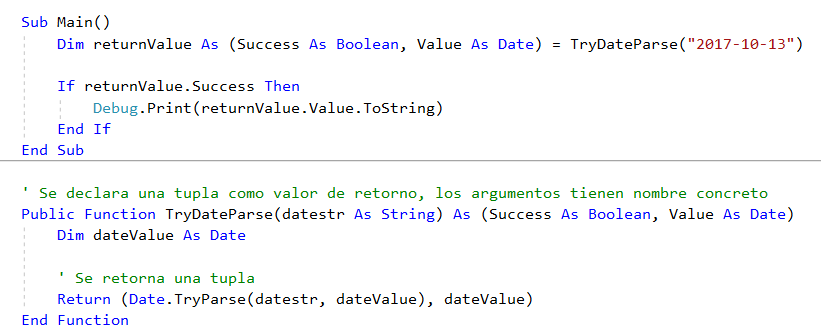 Sub Main()
Dim returnValue As (Success As Boolean, Value As Date) = TryDateParse("2017-10-13")
If returnValue.Success Then
Debug.Print(returnValue.Value.ToString)
End If
End Sub
' Se declara una tupla como valor de retorno, los argumentos tienen nombre concreto
Public Function TryDateParse(datestr As String) As (Success As Boolean, Value As Date)
Dim dateValue As Date
' Se retorna una tupla
Return (Date.TryParse(datestr, dateValue), dateValue)
End Function